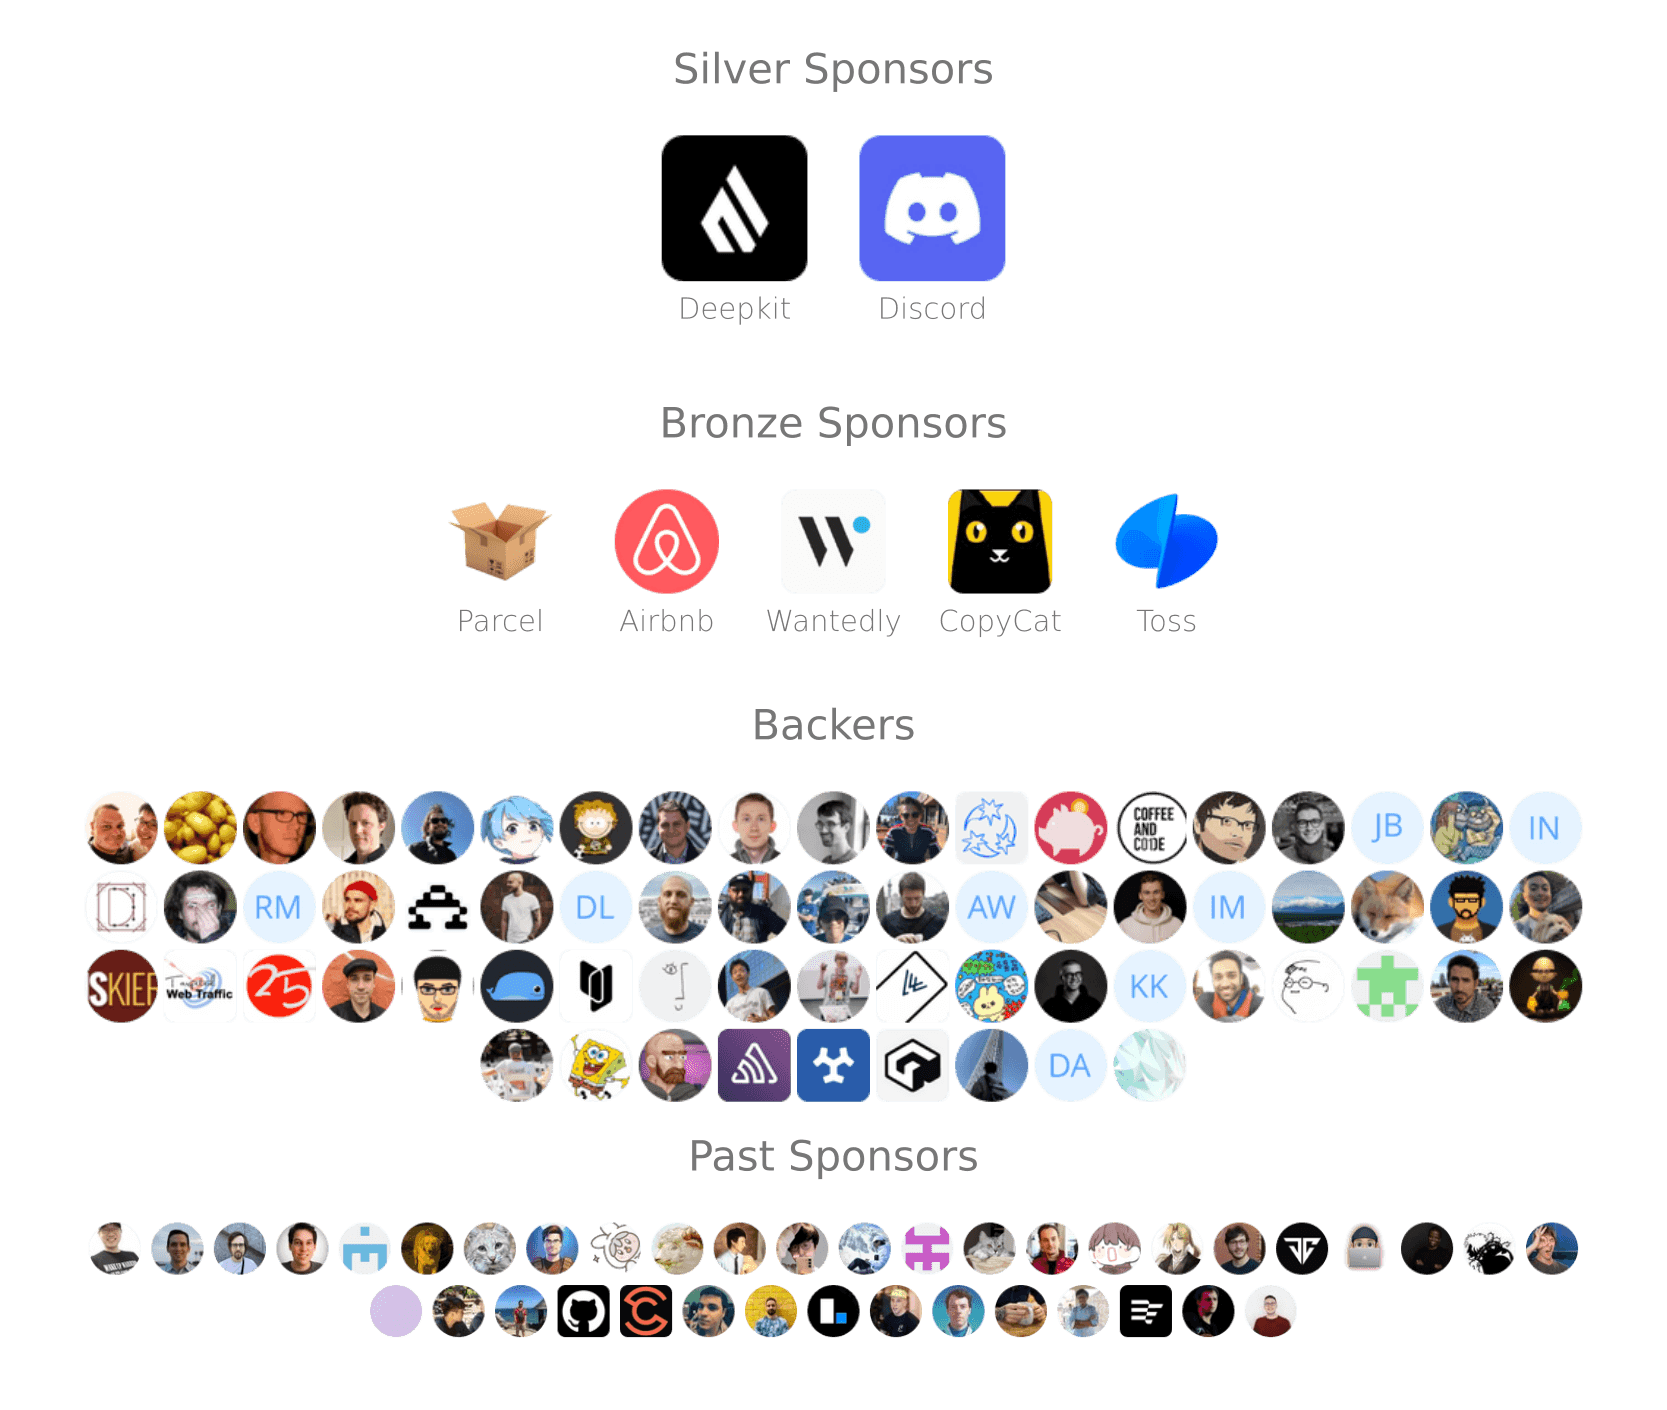 Silver Sponsors
Deepkit
Discord
Bronze Sponsors
Parcel
Airbnb
Wantedly
CopyCat
Toss
Backers
COFFEE
AND
CODE
JB
IN
RM
DL
AW
IM
SKIFF
25
Web Traffic
KK
DA
Past Sponsors